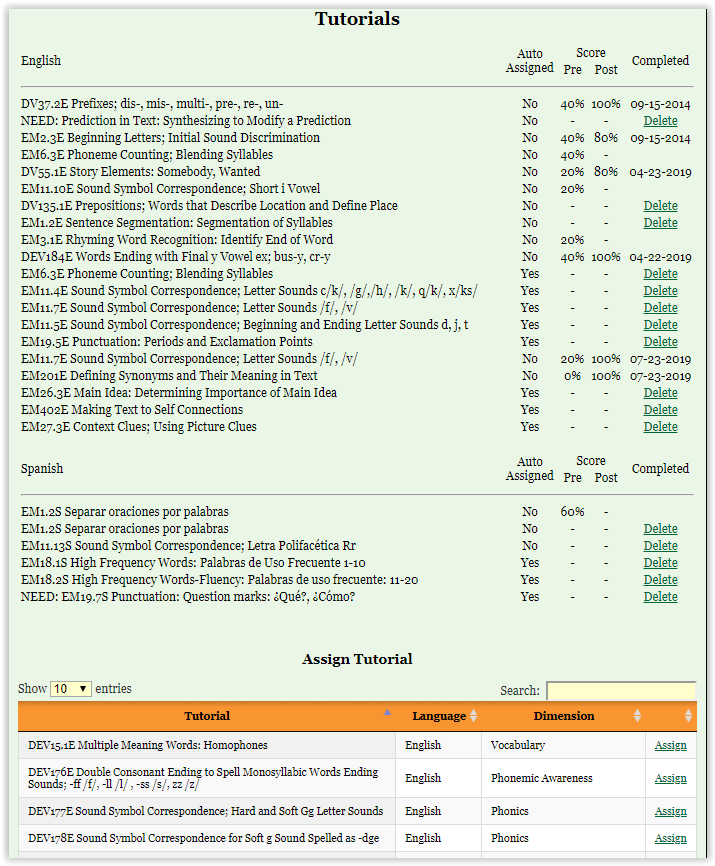 Tutorials
English Auto Assigned Score Pre Post Completed
DV37.2E Prefixes; dis-, mis-, multi-, pre-, re-, un- No 40% 100% 09-15-2014
NEED: Prediction in Text: Synthesizing to Modify a Prediction No - - Delete
EM2.3E Beginning Letters; Initial Sound Discrimination No 40% 80% 09-15-2014
EM6.3E Phoneme Counting; Blending Syllables No 40% -
DV55.1E Story Elements: Somebody, Wanted No 20% 80% 04-23-2019
EM11.10E Sound Symbol Correspondence; Short i Vowel No 20% -
DV135.1E Prepositions; Words that Describe Location and Define Place No - - Delete
EM1.2E Sentence Segmentation: Segmentation of Syllables No - - Delete
EM3.1E Rhyming Word Recognition: Identify End of Word No 20% -
DEV184E Words Ending with Final y Vowel ex; bus-y, cr-y No 40% 100% 04-22-2019
EM6.3E Phoneme Counting; Blending Syllables Yes - - Delete
EM11.4E Sound Symbol Correspondence; Letter Sounds c/k/, /g/,/h/, /k/, q/k/, x/ks/ Yes - - Delete
EM11.7E Sound Symbol Correspondence; Letter Sounds /f/, /v/ Yes - - Delete
EM11.5E Sound Symbol Correspondence; Beginning and Ending Letter Sounds d, j, t Yes - - Delete
EM19.5E Punctuation: Periods and Exclamation Points Yes - - Delete
EM11.7E Sound Symbol Correspondence; Letter Sounds /f/, /v/ No 20% 100% 07-23-2019
EM201E Defining Synonyms and Their Meaning in Text No 0% 100% 07-23-2019
EM26.3E Main Idea: Determining Importance of Main Idea Yes - - Delete
EM402E Making Text to Self Connections Yes - - Delete
EM27.3E Context Clues; Using Picture Clues Yes - - Delete
Spanish Auto Assigned Score Pre Post Completed
EM1.2S Separar oraciones por palabras No 60% -
EM1.2S Separar oraciones por palabras No - - Delete
EM11.13S Sound Symbol Correspondence; Letra Polifacética Rr No - - Delete
EM18.1S High Frequency Words: Palabras de Uso Frecuente 1-10 Yes - - Delete
EM18.2S High Frequency Words-Fluency: Palabras de uso frecuente: 11-20 Yes - - Delete
NEED: EM19.7S Punctuation: Question marks: ¿Qué?, ¿Cómo? Yes - - Delete
Assign Tutorial
Show 10 entries Search:
Tutorial Language Dimension
DEV15.1E Multiple Meaning Words: Homophones English Vocabulary Assign
DEV176E Double Consonant Ending to Spell Monosyllabic Words Ending
Sounds; -ff /f/, -ll /l/ , -ss /s/, zz /z/ English Phonemic Awareness Assign
DEV177E Sound Symbol Correspondence; Hard and Soft Gg Letter Sounds English Phonics Assign
DEV178E Sound Symbol Correspondence for Soft g Sound Spelled as -dge English Phonics Assign